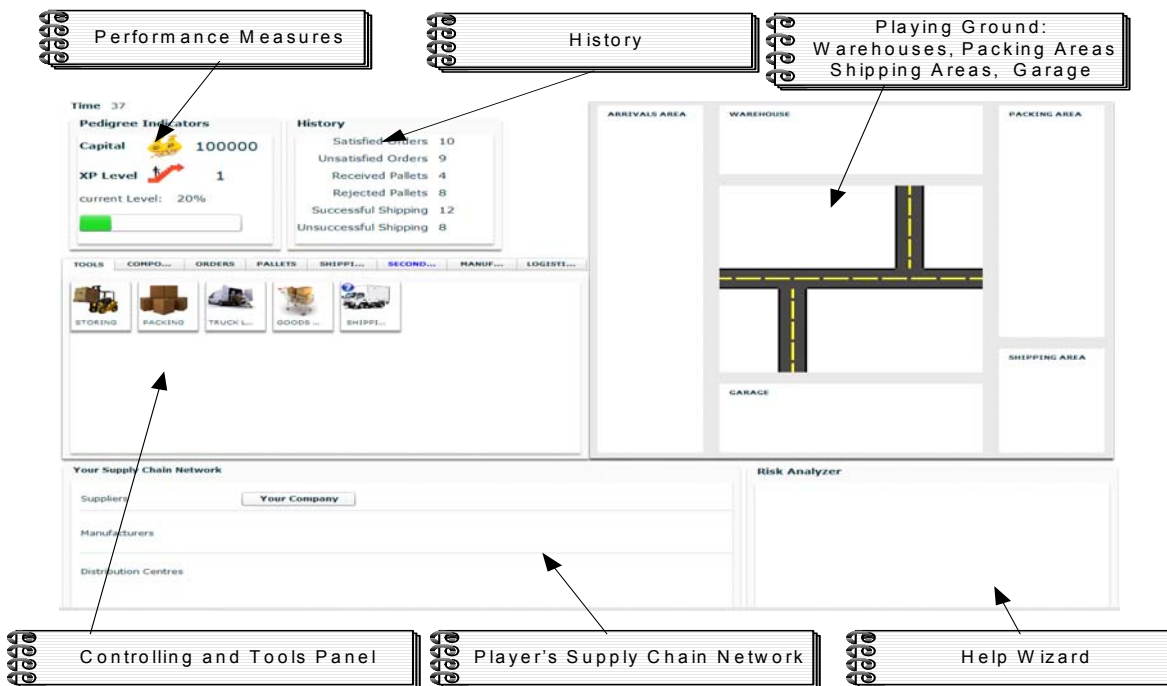 Performance Measures
History
Playing Ground:
Warehouses, Packing Areas
Shipping Areas, Garage
Time 37
Pedigree Indicators
Capital 100000
XP Level 1
current Level: 20%
History
Satisfied Orders 10
Unsatisfied Orders 9
Received Pallets 4
Rejected Pallets 8
Successful Shipping 12
Unsuccessful Shipping 8
ARRIVALS AREA
WAREHOUSE
PACKING AREA
TOOLS COMPO... ORDERS PALLETS SHIPPI... SECOND... MANUF... LOGISTI...
STORING PACKING TRUCK L... GOODS ... SHIPPI...
SHIPPING AREA
GARAGE
Your Supply Chain Network
Suppliers Your Company
Manufacturers
Distribution Centres
Risk Analyzer
Controlling and Tools Panel
Player's Supply Chain Network
Help Wizard